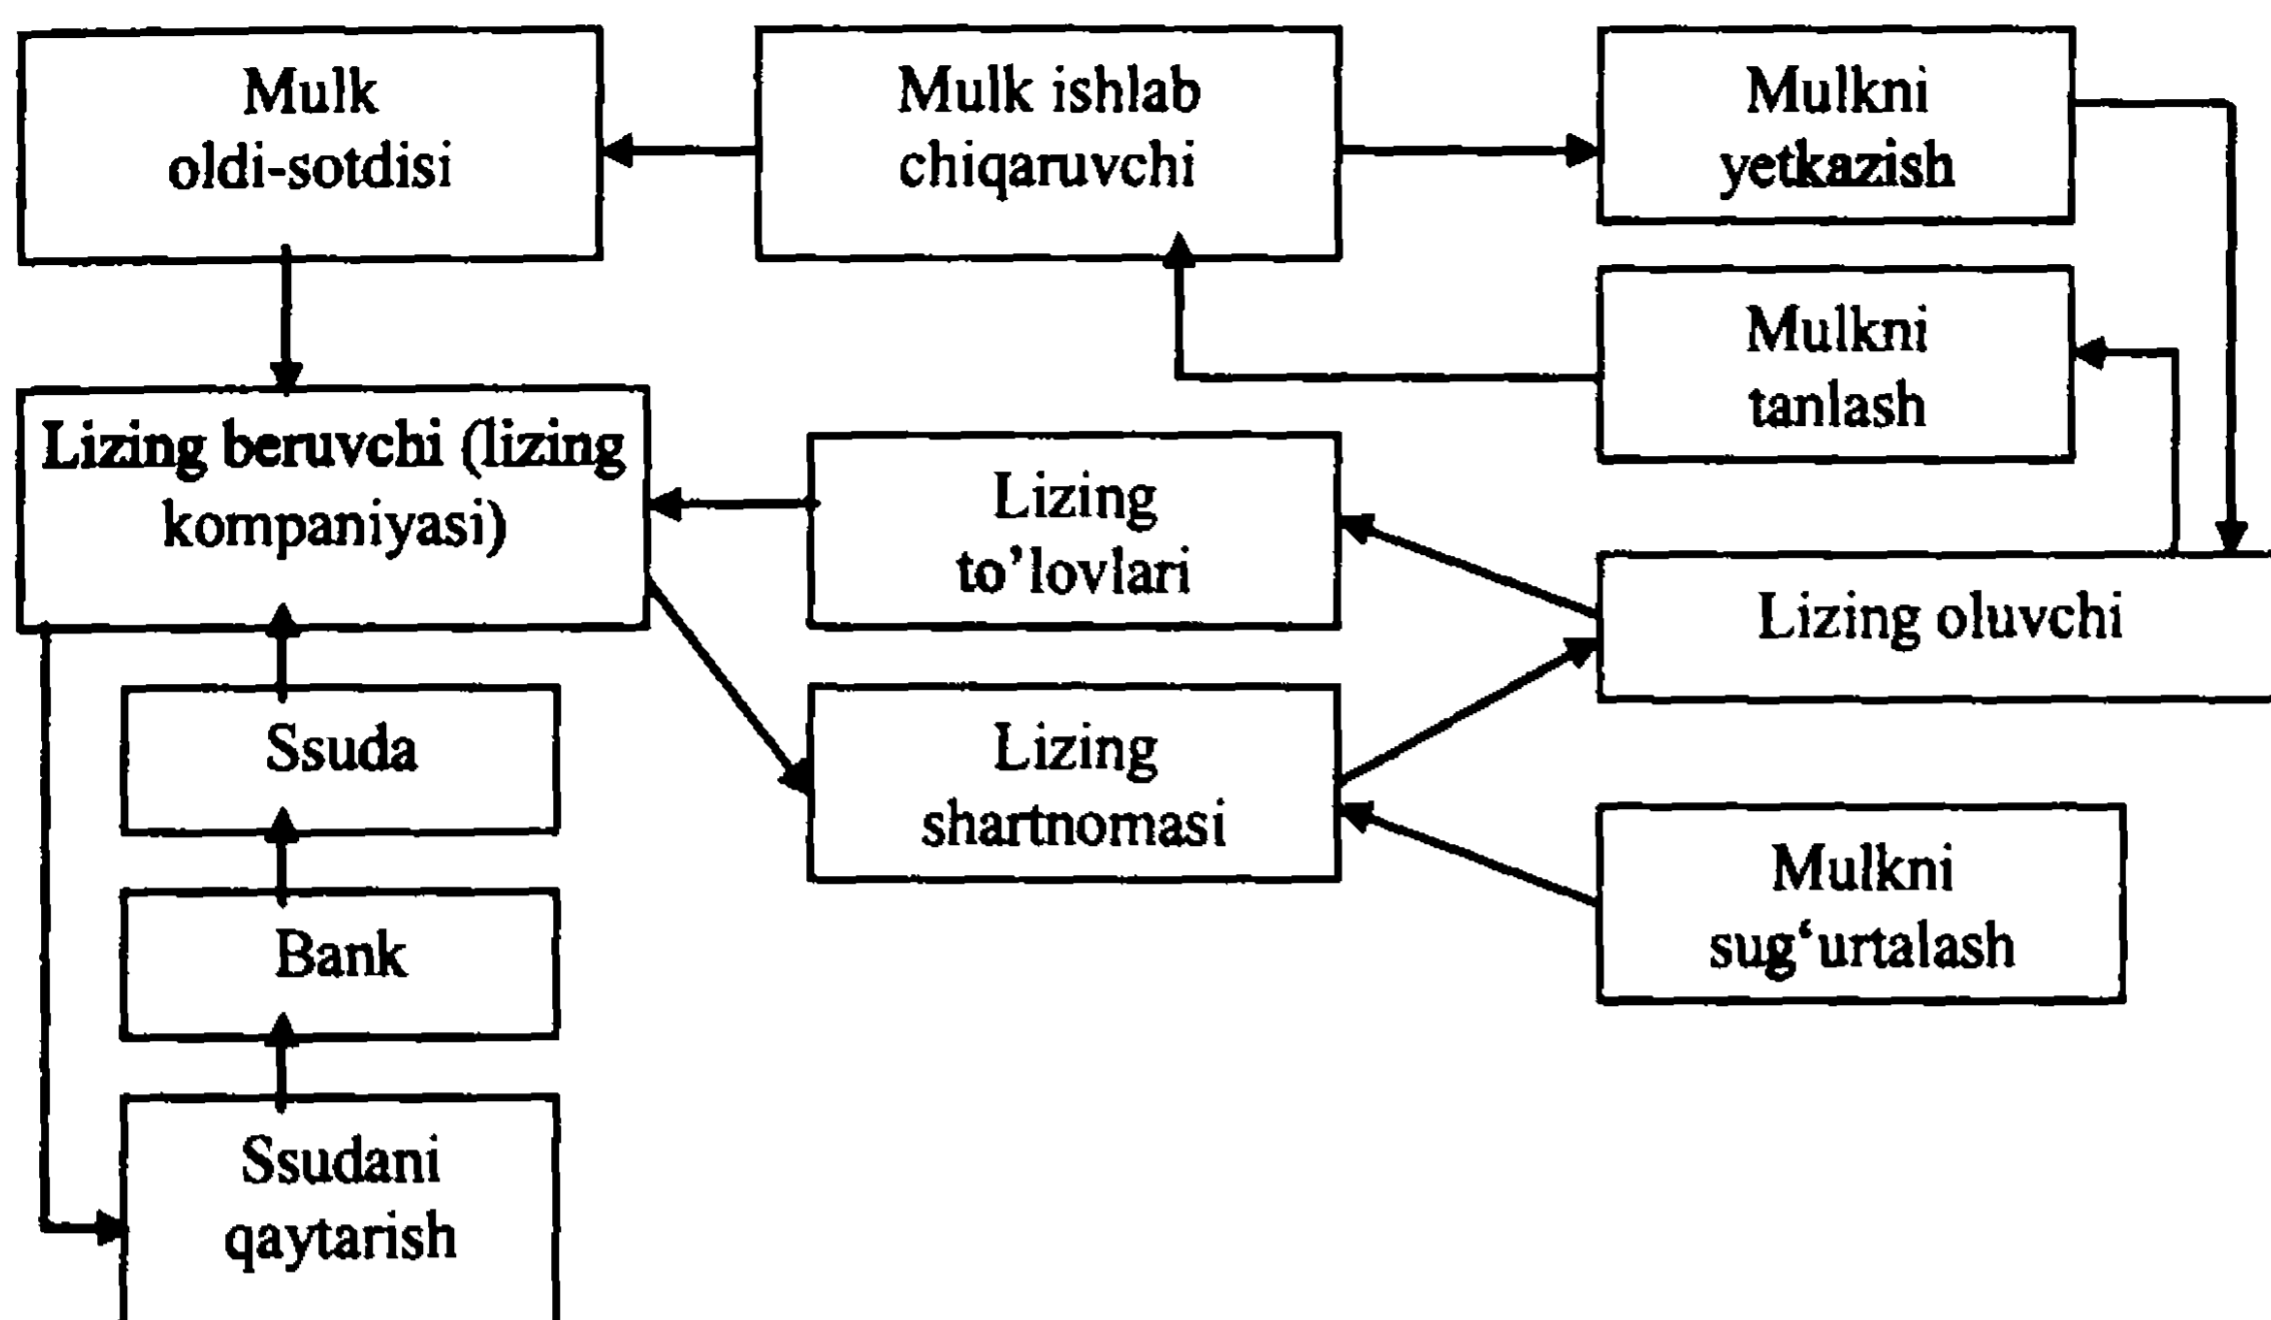 Mulk
oldi-sotdisi
Mulk ishlab
chiqaruvchi
Mulkni
yetkazish
Mulkni
tanlash
Lizing beruvchi (lizing
kompaniyasi)
Lizing
to’lovlari
Lizing oluvchi
Ssuda
Lizing
shartnomasi
Mulkni
sug‘urtalash
Bank
Ssudani
qaytarish